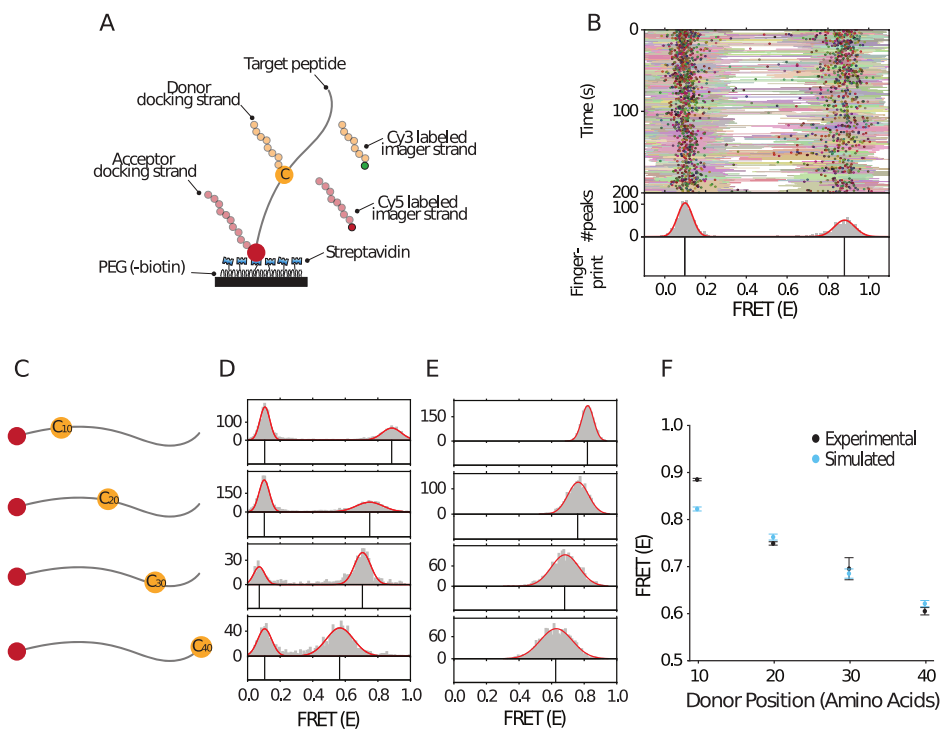 A
Target peptide
Donor
docking strand
Cy3 labeled
imager strand
Acceptor
docking strand
C
Cy5 labeled
imager strand
Streptavidin
PEG (-biotin)
B
0
100
200
Time (s)
100
0
#peaks
Finger-
print
0.0 0.2 0.4 0.6 0.8 1.0
FRET (E)
C
C10
C20
C30
C40
D
100
0
150
0
30
0
40
0
0.0 0.2 0.4 0.6 0.8 1.0
FRET (E)
E
150
0
100
0
60
0
60
0
0.0 0.2 0.4 0.6 0.8 1.0
FRET (E)
F
1.0
0.9
0.8
0.7
0.6
0.5
FRET (E)
Experimental
Simulated
10 20 30 40
Donor Position (Amino Acids)